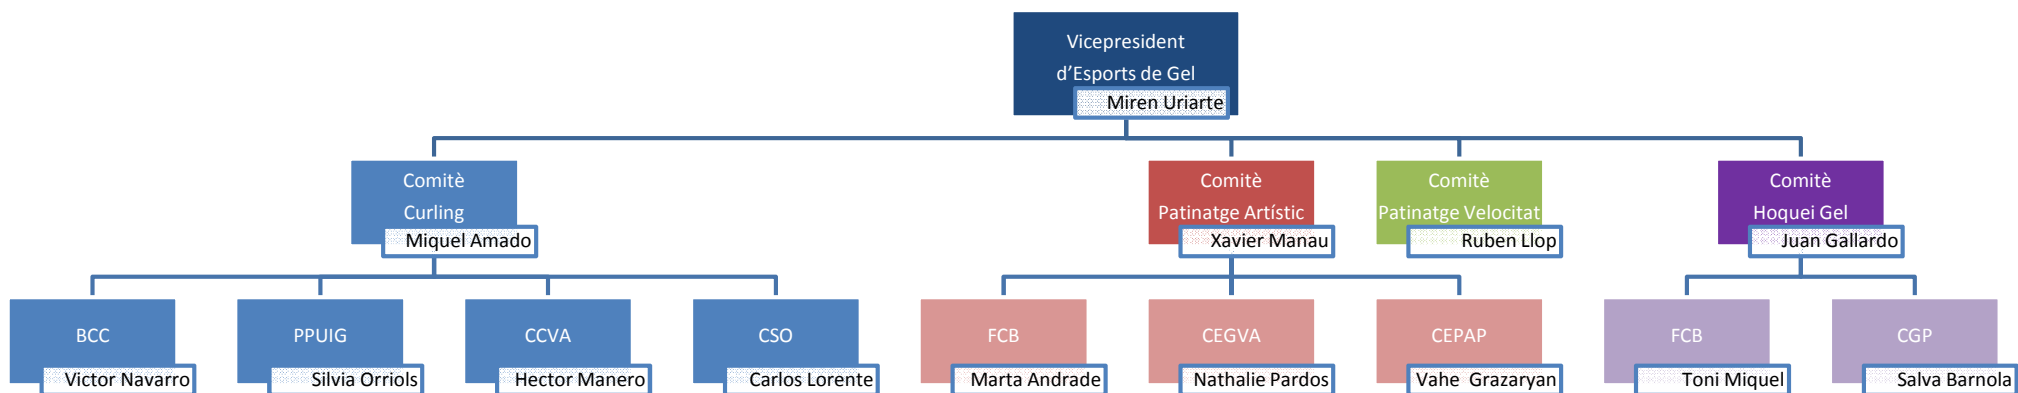 Vicepresident
d'Esports de Gel
Miren Uriarte
Comitè
Curling
Miquel Amado
Comitè
Patinatge Artístic
Xavier Manau
Comitè
Patinatge Velocitat
Ruben Llop
Comitè
Hoquei Gel
Juan Gallardo
BCC
Victor Navarro
PPUIG
Silvia Orriols
CCVA
Hector Manero
CSO
Carlos Lorente
FCB
Marta Andrade
CEGVA
Nathalie Pardos
CEPAP
Vahe Grazaryan
FCB
Toni Miquel
CGP
Salva Barnola